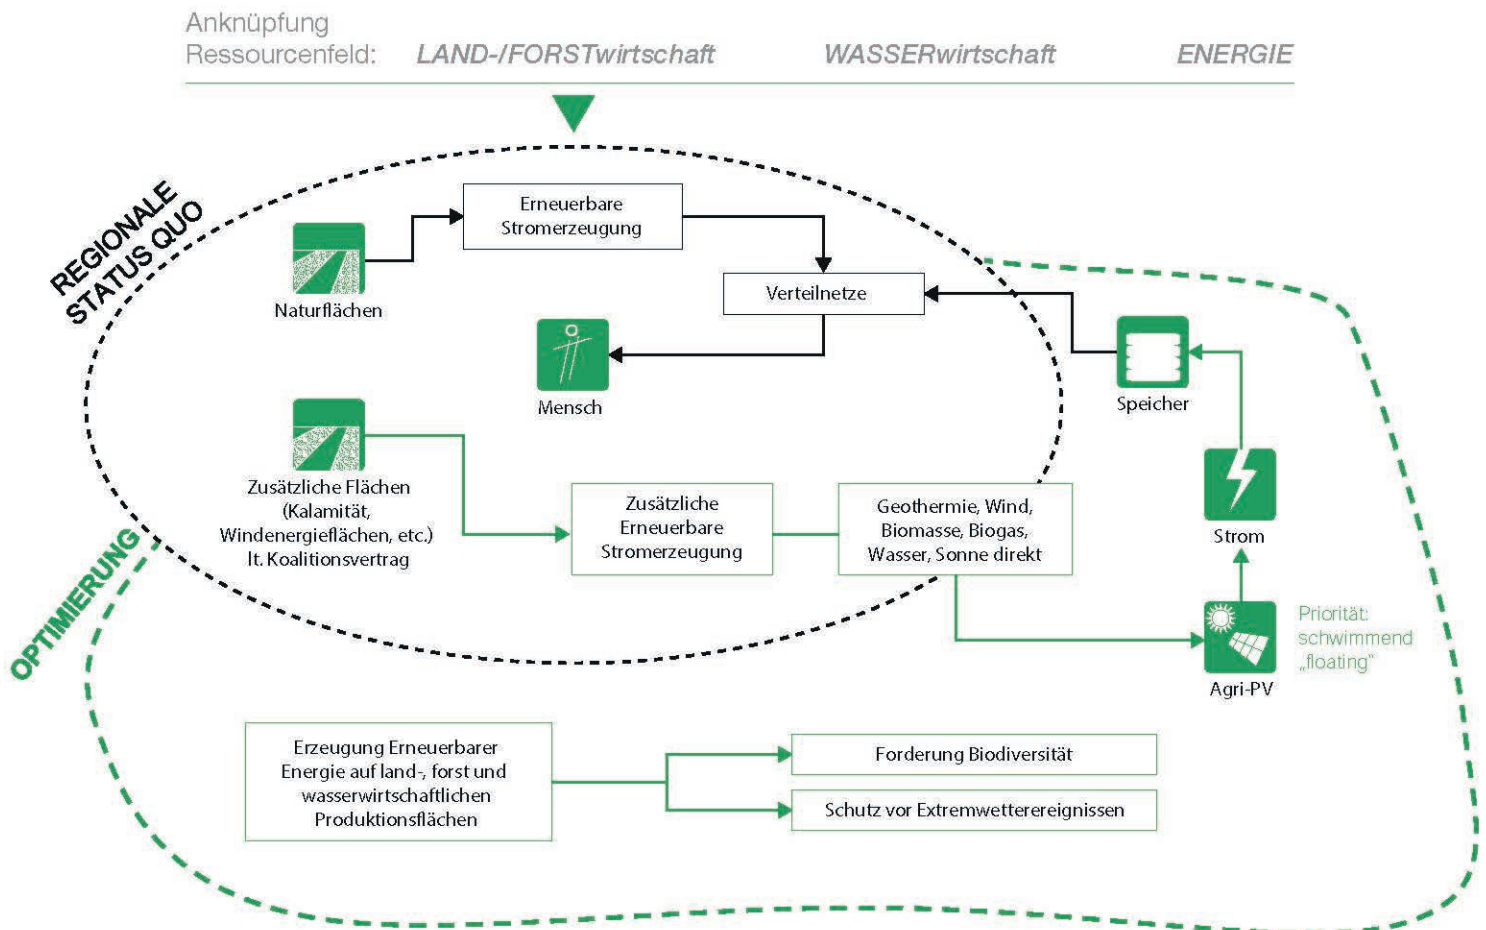 Anknüpfung
Ressourcenfeld: LAND-/FORSTwirtschaft WASSERwirtschaft ENERGIE
REGIONALE
STATUS QUO
Erneuerbare
Stromerzeugung
Naturflächen
Verteilnetze
Mensch
Speicher
Zusätzliche Flächen
(Kalamität,
Windenergieflächen, etc.)
lt. Koalitionsvertrag
Zusätzliche
Erneuerbare
Stromerzeugung
Geothermie, Wind,
Biomasse, Biogas,
Wasser, Sonne direkt
Strom
OPTIMIERUNG
Priorität:
schwimmend
„floating“
Agri-PV
Erzeugung Erneuerbarer
Energie auf land-, forst und
wasserwirtschaftlichen
Produktionsflächen
Forderung Biodiversität
Schutz vor Extremwetterereignissen